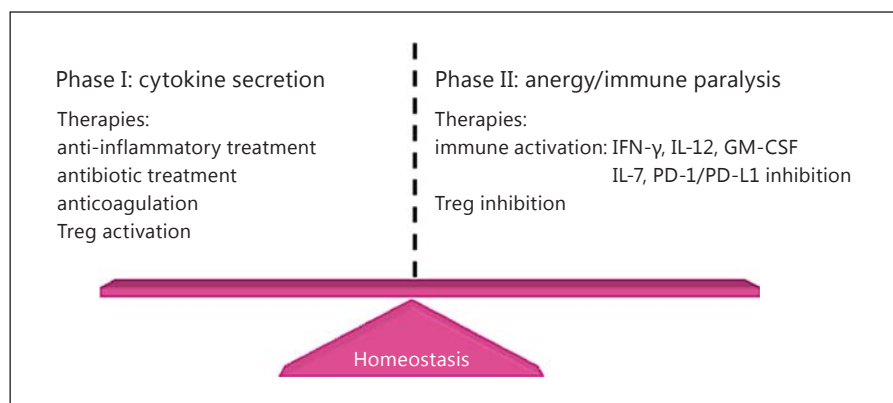 Phase I: cytokine secretion
Therapies:
anti-inflammatory treatment
antibiotic treatment
anticoagulation
Treg activation
Phase II: anergy/immune paralysis
Therapies:
immune activation: IFN-γ, IL-12, GM-CSF
IL-7, PD-1/PD-L1 inhibition
Treg inhibition
Homeostasis